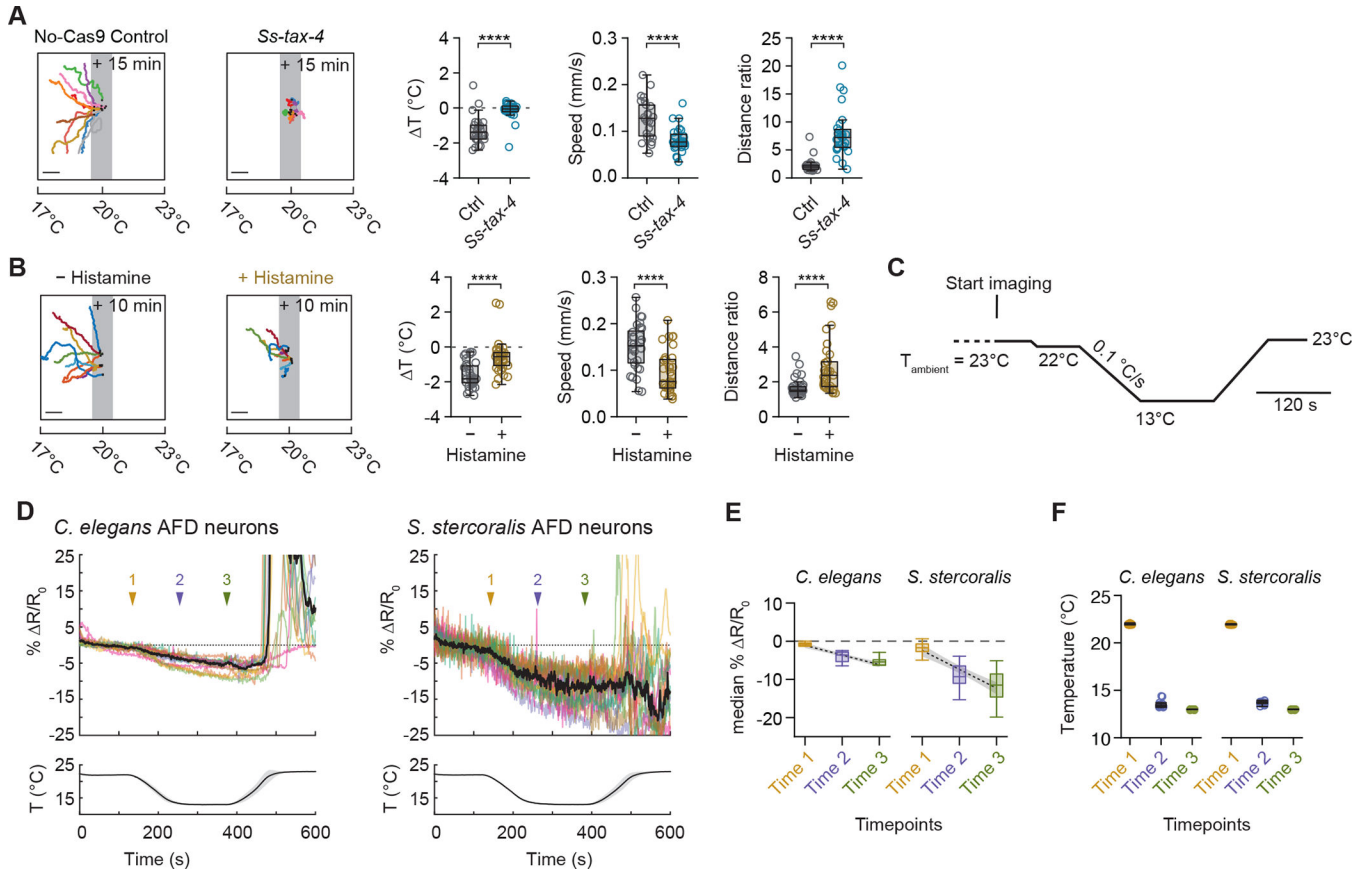 A
No-Cas9 Control
Ss-tax-4
+ 15 min
+ 15 min
17°C
20°C
23°C
17°C
20°C
23°C
ΔT (°C)
4
2
0
-2
-4
****
Ctrl
Ss-tax-4
Speed (mm/s)
0.3
0.2
0.1
0.0
****
Ctrl
Ss-tax-4
Distance ratio
25
20
15
10
5
0
****
Ctrl
Ss-tax-4
B
− Histamine
+ Histamine
+ 10 min
+ 10 min
17°C
20°C
23°C
17°C
20°C
23°C
ΔT (°C)
4
2
0
-2
-4
****
− +
Histamine
Speed (mm/s)
0.3
0.2
0.1
0.0
****
− +
Histamine
Distance ratio
8
6
4
2
0
****
− +
Histamine
C
Start imaging
Tambient = 23°C
22°C
0.1 °C/s
13°C
23°C
120 s
D
C. elegans AFD neurons
% ΔR/R0
25
15
5
-5
-15
-25
1 2 3
T (°C)
25
15
0 200 400 600
Time (s)
S. stercoralis AFD neurons
% ΔR/R0
25
15
5
-5
-15
-25
1 2 3
T (°C)
25
15
0 200 400 600
Time (s)
E
C. elegans S. stercoralis
median % ΔR/R0
10
0
-10
-20
Time 1
Time 2
Time 3
Time 1
Time 2
Time 3
Timepoints
F
C. elegans S. stercoralis
Temperature (°C)
25
20
15
10
Time 1
Time 2
Time 3
Time 1
Time 2
Time 3
Timepoints